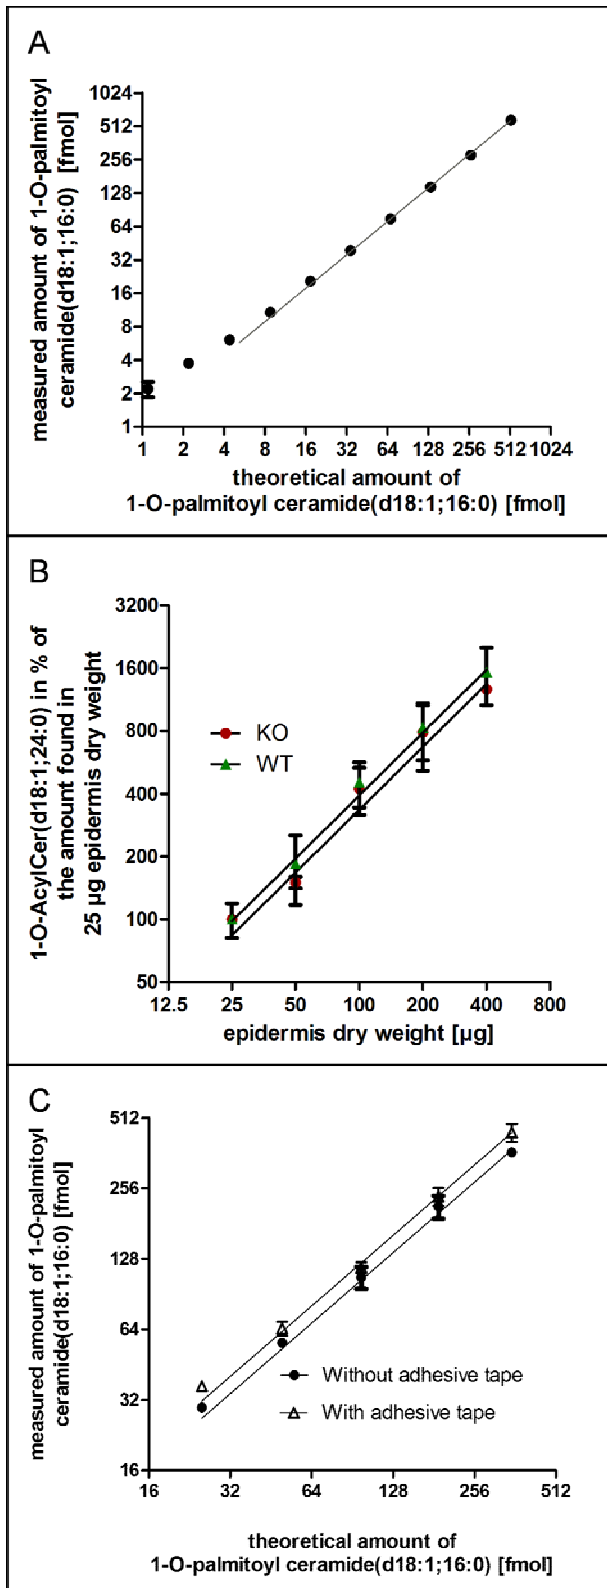 A
measured amount of 1-O-palmitoyl
ceramide(d18:1;16:0) [fmol]
1024
512
256
128
64
32
16
8
4
2
1
1 2 4 8 16 32 64 128 256 512 1024
theoretical amount of
1-O-palmitoyl ceramide(d18:1;16:0) [fmol]
B
1-O-AcylCer(d18:1;24:0) in % of
the amount found in
25 µg epidermis dry weight
3200
1600
800
400
200
100
50
KO
WT
12.5 25 50 100 200 400 800
epidermis dry weight [µg]
C
measured amount of 1-O-palmitoyl
ceramide(d18:1;16:0) [fmol]
512
256
128
64
32
16
Without adhesive tape
With adhesive tape
16 32 64 128 256 512
theoretical amount of
1-O-palmitoyl ceramide(d18:1;16:0) [fmol]